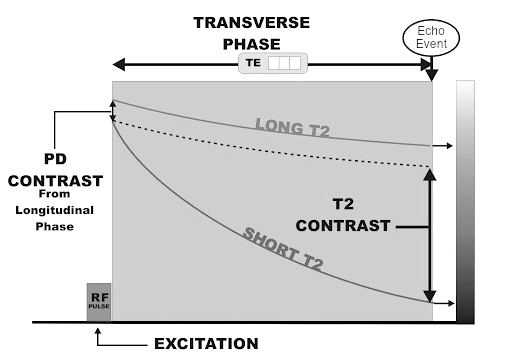 TRANSVERSE
PHASE
Echo
Event
TE
LONG T2
PD
CONTRAST
From
Longitudinal
Phase
T2
CONTRAST
SHORT T2
RF
PULSE
EXCITATION